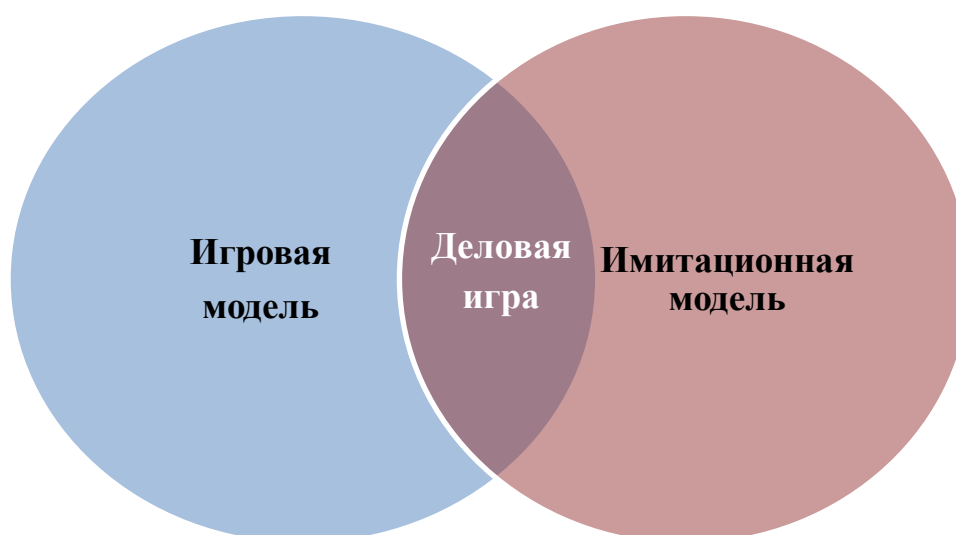 Игровая
модель
Деловая
игра
Имитационная
модель